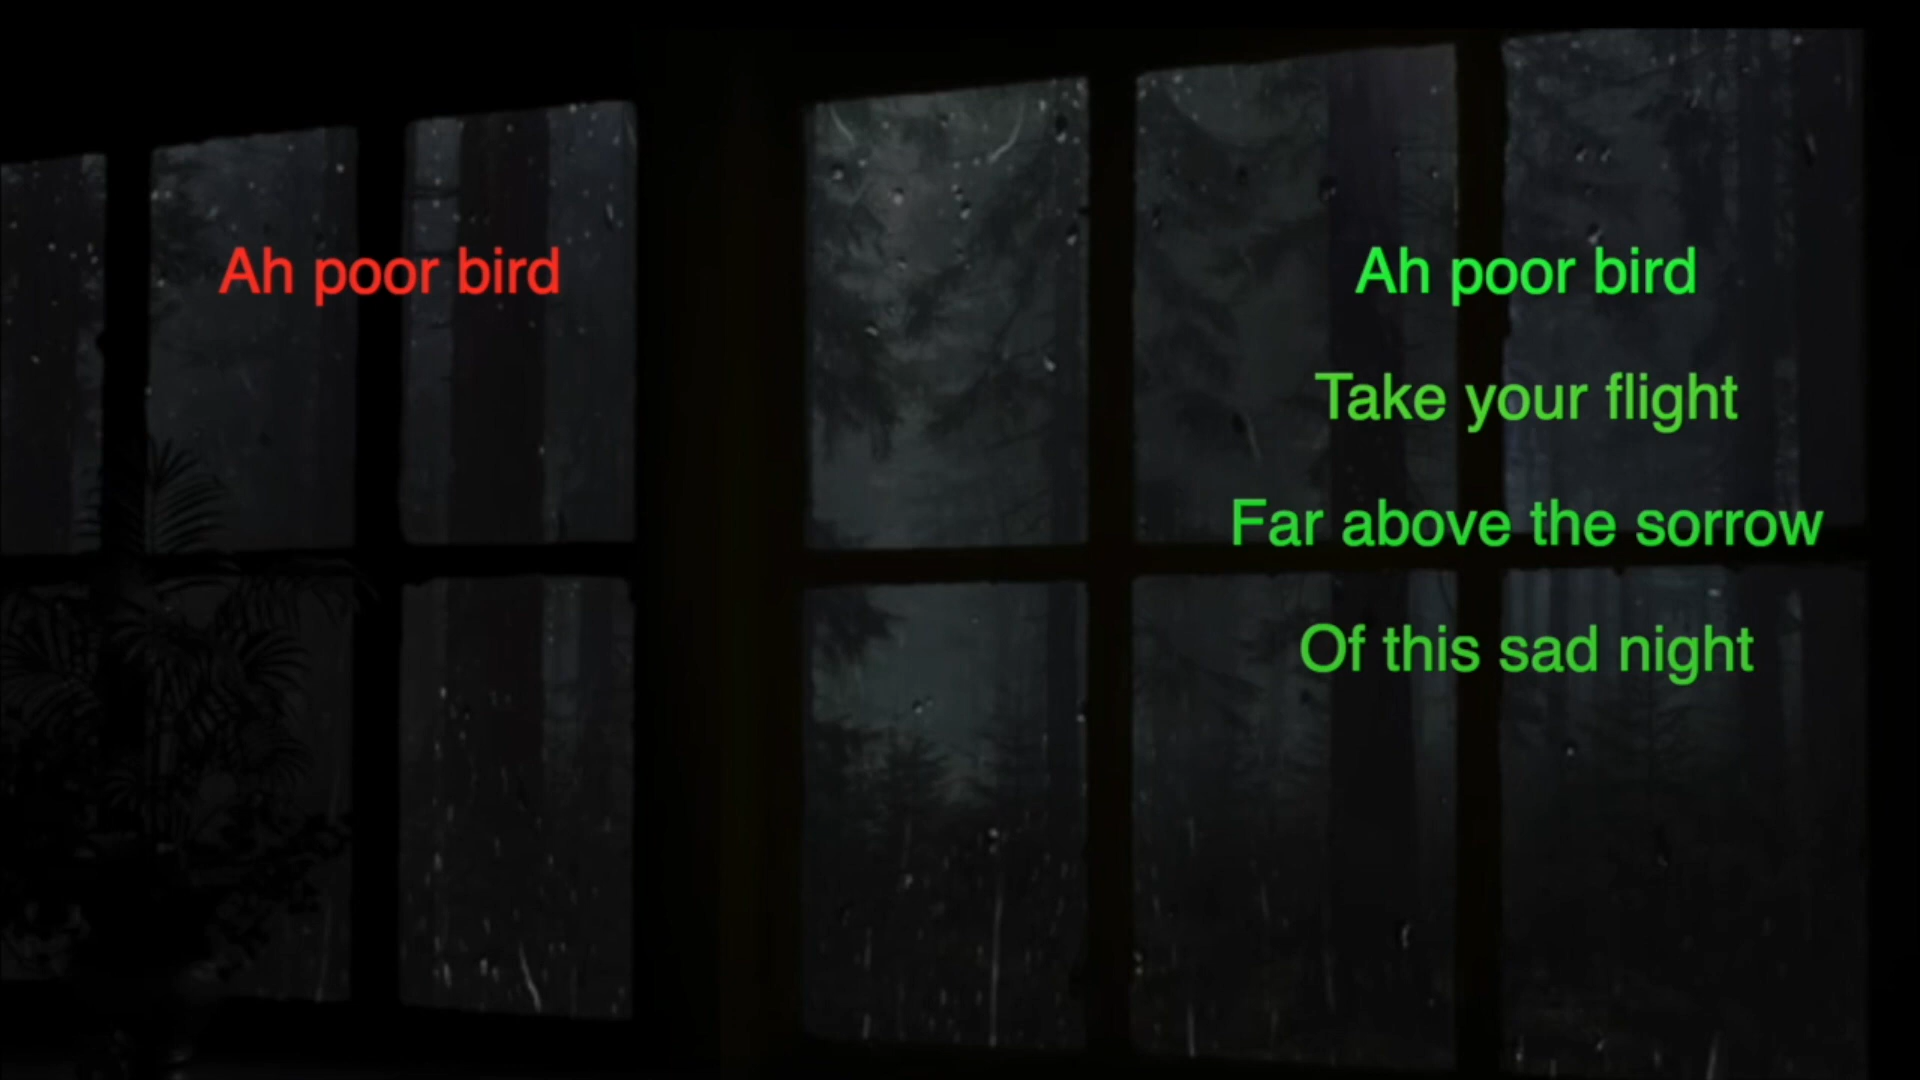 Ah poor bird
Ah poor bird
Take your flight
Far above the sorrow
Of this sad night